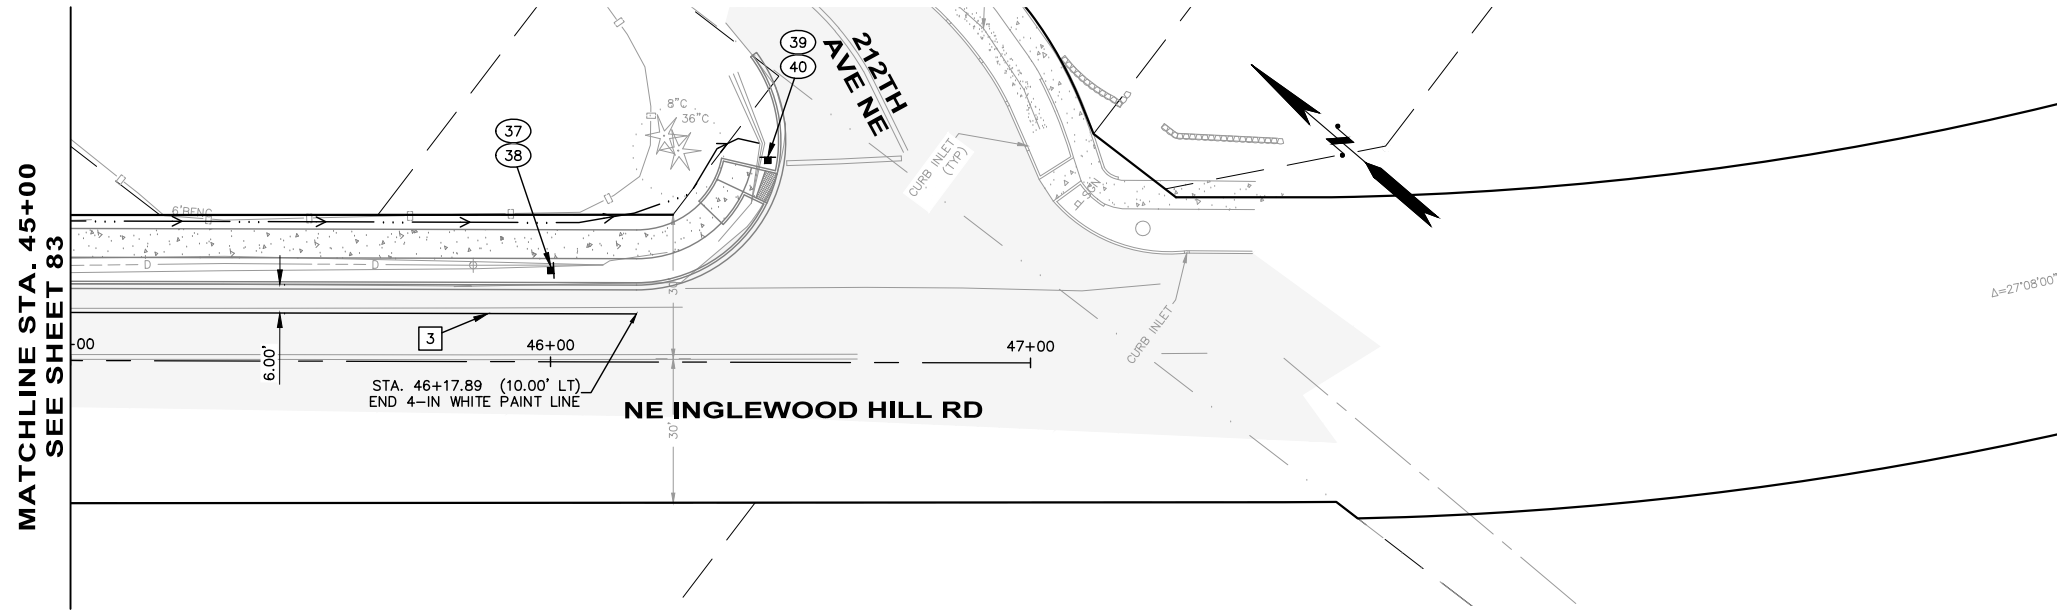 MATCHLINE STA. 45+00
SEE SHEET 83
37
38
39
40
212TH
AVE NE
8"C
36"C
CURB INLET
(TYP)
SGN
D
D
30'
3
-00
46+00
47+00
6.00'
STA. 46+17.89 (10.00' LT)
END 4-IN WHITE PAINT LINE
NE INGLEWOOD HILL RD
30'
CURB INLET
Δ=27°08'00"